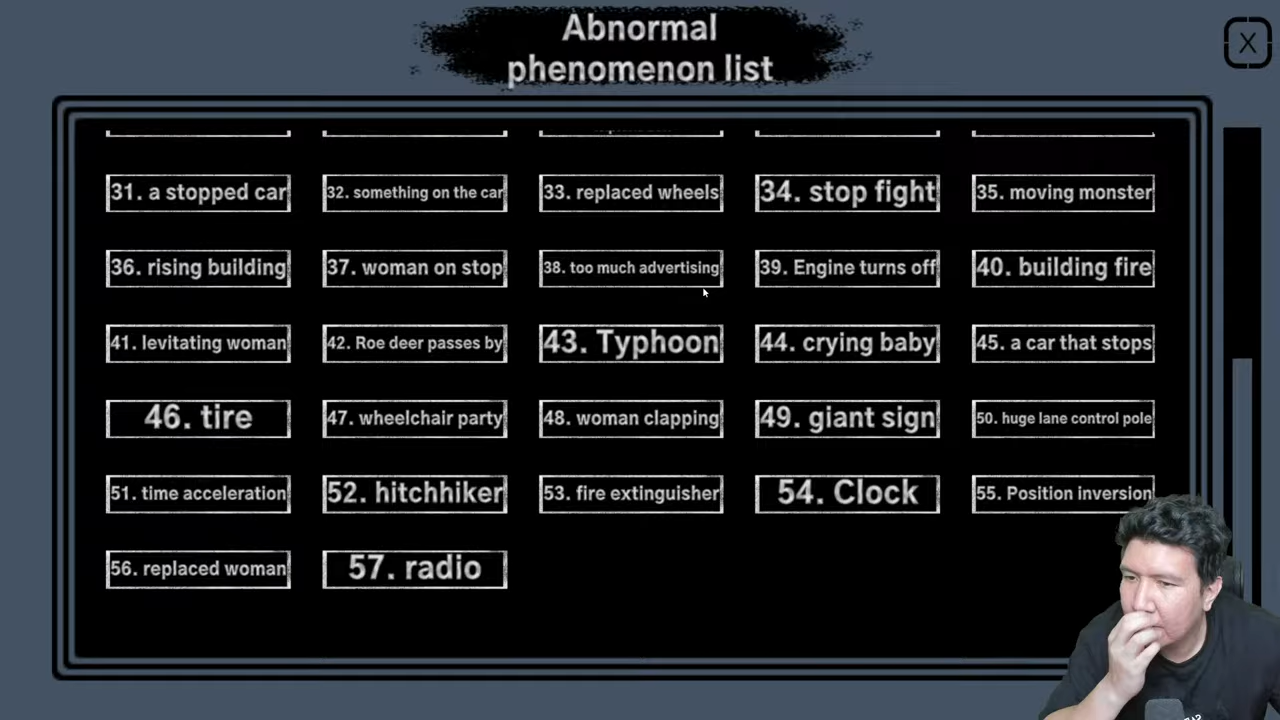 Abnormal
phenomenon list
X
31. a stopped car
32. something on the car
33. replaced wheels
34. stop fight
35. moving monster
36. rising building
37. woman on stop
38. too much advertising
39. Engine turns off
40. building fire
41. levitating woman
42. Roe deer passes by
43. Typhoon
44. crying baby
45. a car that stops
46. tire
47. wheelchair party
48. woman clapping
49. giant sign
50. huge lane control pole
51. time acceleration
52. hitchhiker
53. fire extinguisher
54. Clock
55. Position inversion
56. replaced woman
57. radio